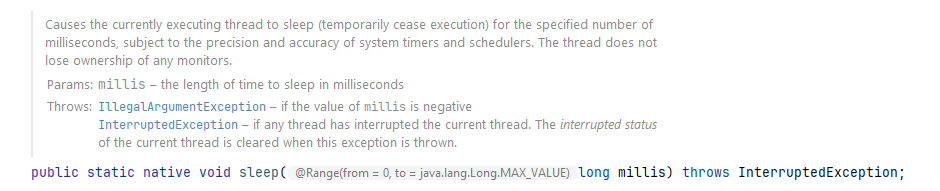 Causes the currently executing thread to sleep (temporarily cease execution) for the specified number of
milliseconds, subject to the precision and accuracy of system timers and schedulers. The thread does not
lose ownership of any monitors.
Params: millis – the length of time to sleep in milliseconds
Throws: IllegalArgumentException – if the value of millis is negative
InterruptedException – if any thread has interrupted the current thread. The interrupted status
of the current thread is cleared when this exception is thrown.
public static native void sleep( @Range(from = 0, to = java.lang.Long.MAX_VALUE) long millis) throws InterruptedException;